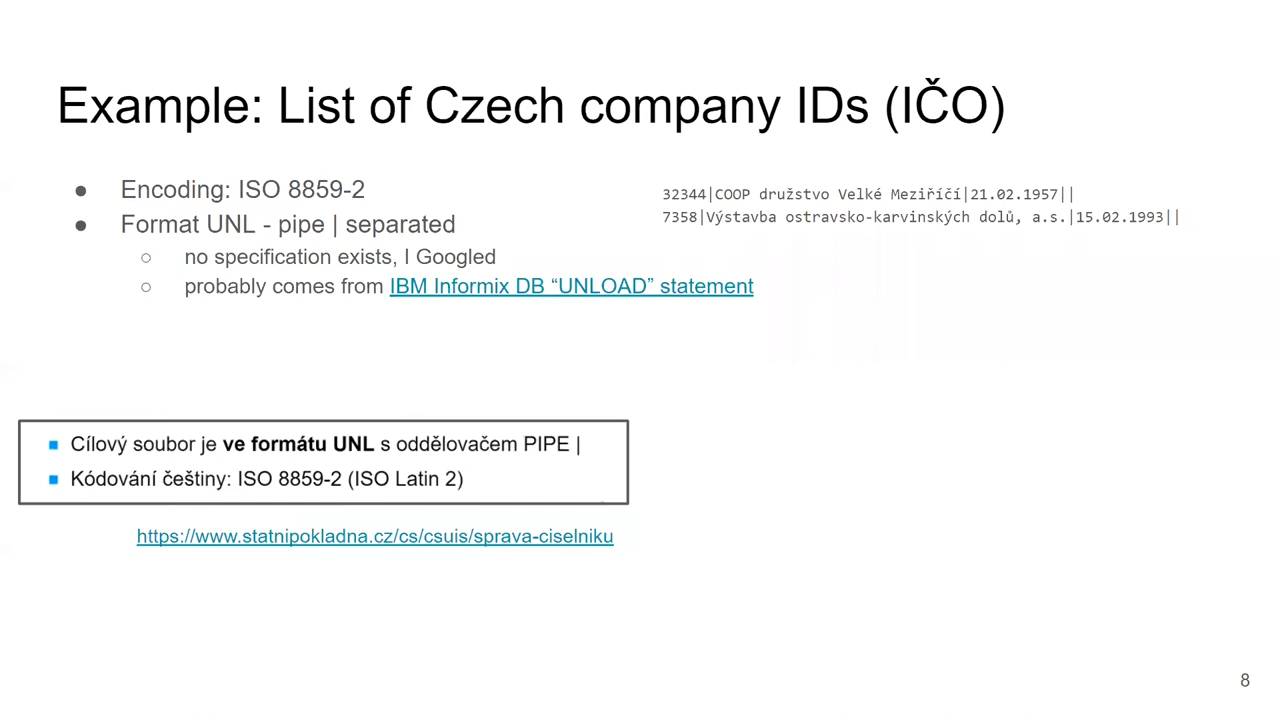 Example: List of Czech company IDs (IČO)
● Encoding: ISO 8859-2
● Format UNL - pipe | separated
○ no specification exists, I Googled
○ probably comes from IBM Informix DB “UNLOAD” statement
32344|COOP družstvo Velké Meziříčí|21.02.1957||
7358|Výstavba ostravsko-karvinských dolů, a.s.|15.02.1993||
▪ Cílový soubor je ve formátu UNL s oddělovačem PIPE |
▪ Kódování češtiny: ISO 8859-2 (ISO Latin 2)
https://www.statnipokladna.cz/cs/csuis/sprava-ciselniku
8